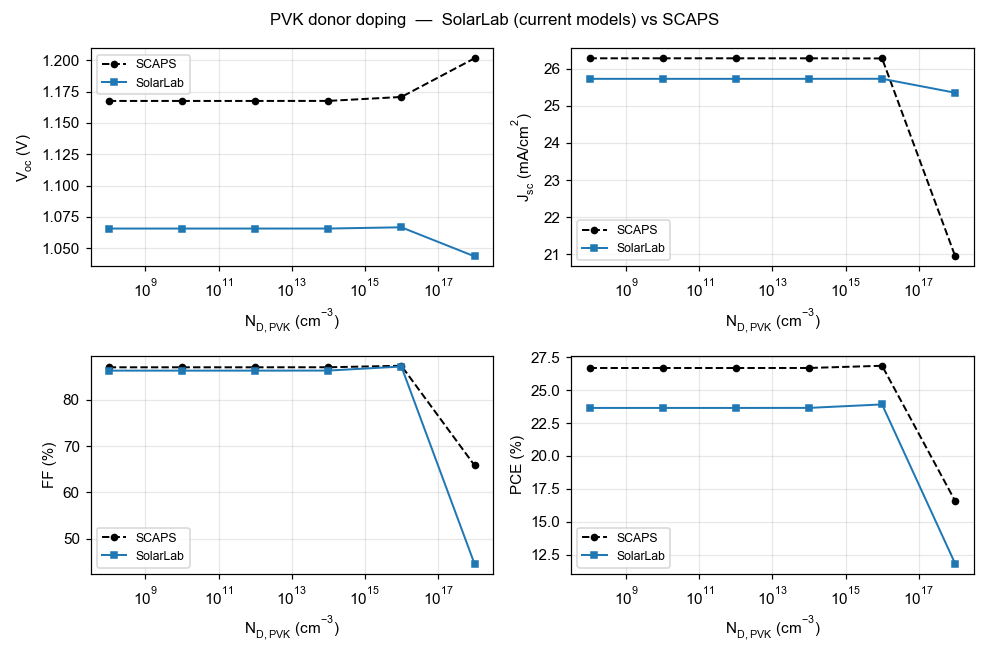 PVK donor doping — SolarLab (current models) vs SCAPS
1.200
1.175
1.150
1.125
1.100
1.075
1.050
V_oc (V)
SCAPS
SolarLab
10^9 10^11 10^13 10^15 10^17
N_D, PVK (cm^−3)
26
25
24
23
22
21
J_sc (mA/cm^2)
SCAPS
SolarLab
10^9 10^11 10^13 10^15 10^17
N_D, PVK (cm^−3)
80
70
60
50
FF (%)
SCAPS
SolarLab
10^9 10^11 10^13 10^15 10^17
N_D, PVK (cm^−3)
27.5
25.0
22.5
20.0
17.5
15.0
12.5
PCE (%)
SCAPS
SolarLab
10^9 10^11 10^13 10^15 10^17
N_D, PVK (cm^−3)